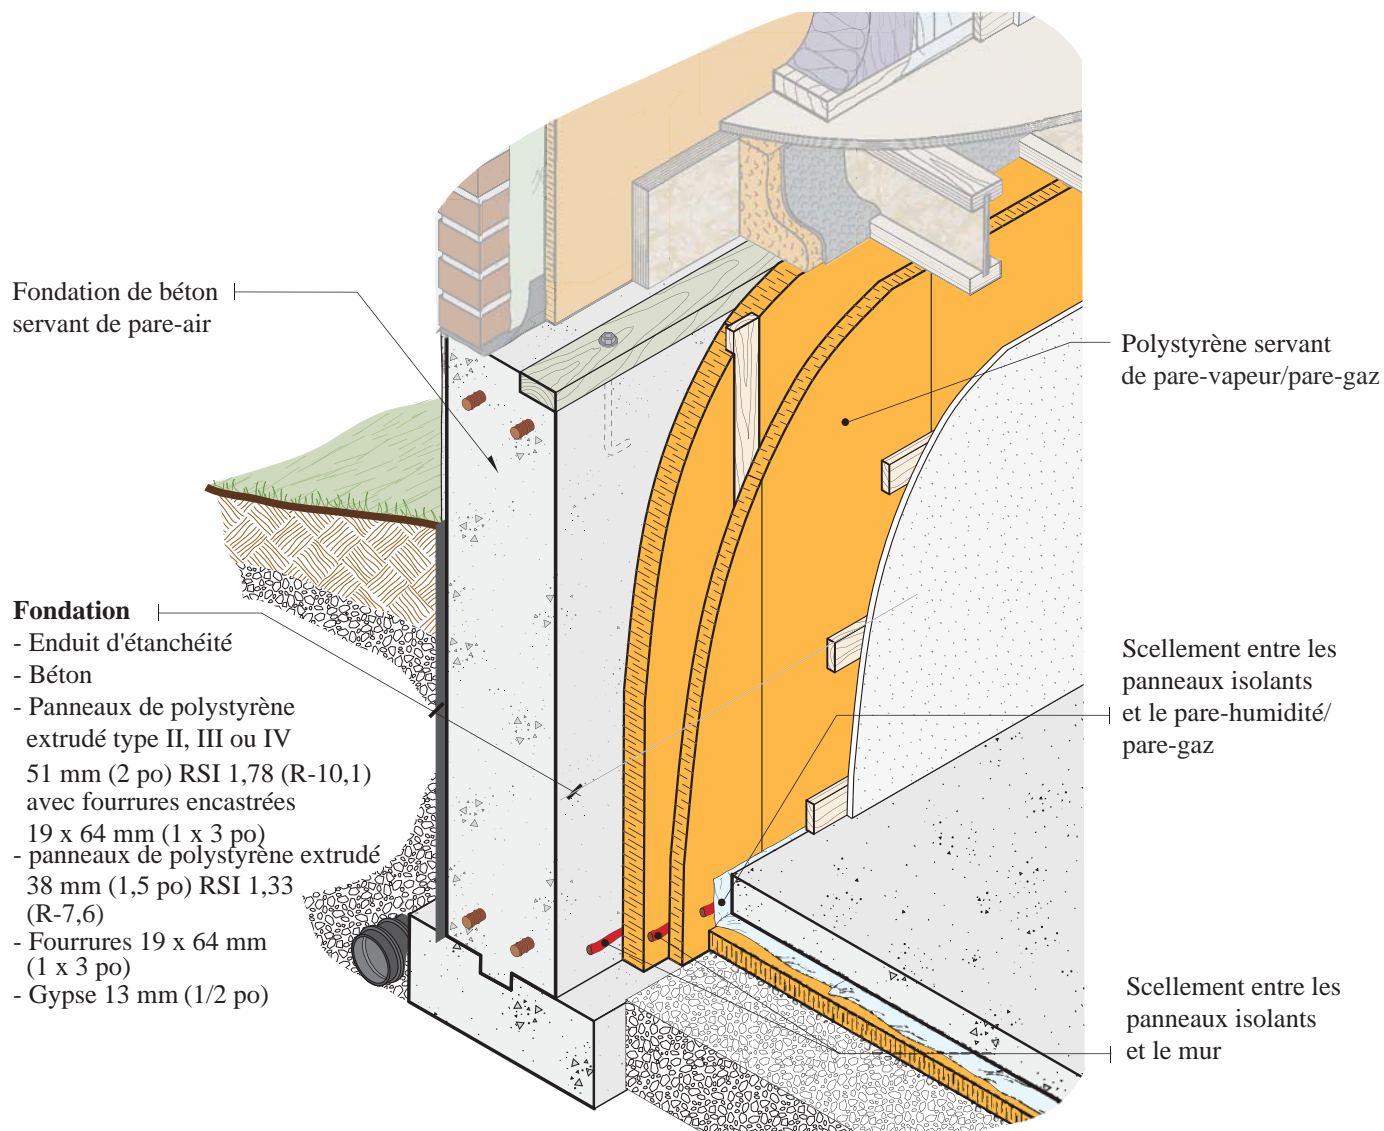 Fondation de béton
servant de pare-air
Polystyrène servant
de pare-vapeur/pare-gaz
Fondation
- Enduit d'étanchéité
- Béton
- Panneaux de polystyrène
extrudé type II, III ou IV
51 mm (2 po) RSI 1,78 (R-10,1)
avec fourrures encastrées
19 x 64 mm (1 x 3 po)
- panneaux de polystyrène extrudé
38 mm (1,5 po) RSI 1,33
(R-7,6)
- Fourrures 19 x 64 mm
(1 x 3 po)
- Gypse 13 mm (1/2 po)
Scellement entre les
panneaux isolants
et le pare-humidité/
pare-gaz
Scellement entre les
panneaux isolants
et le mur